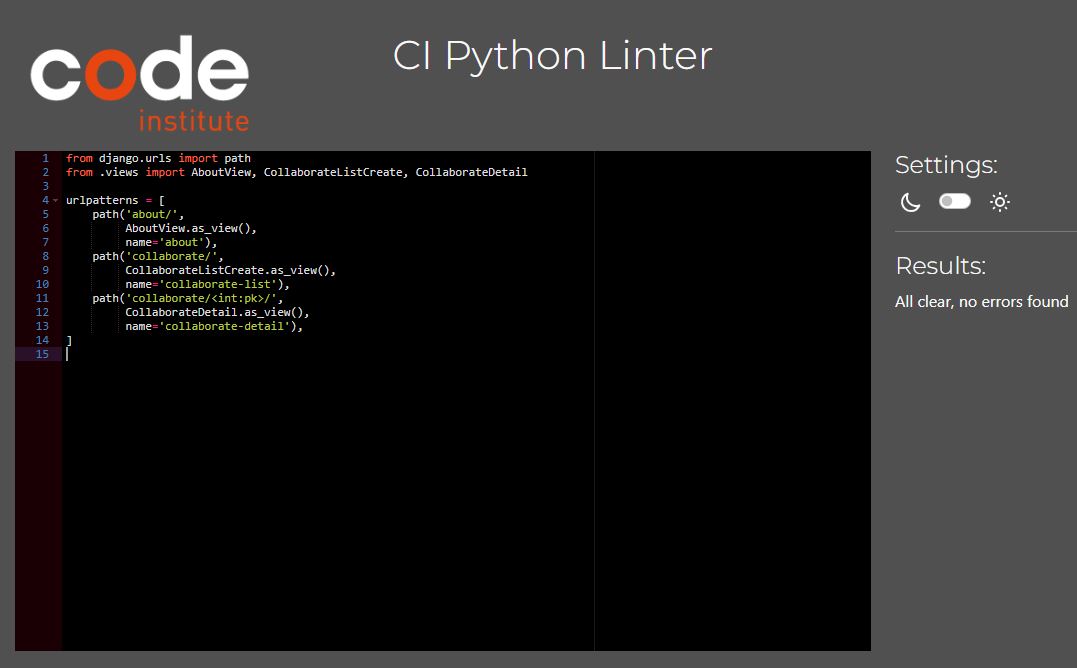 code
institute
CI Python Linter
1 from django.urls import path
2 from .views import AboutView, CollaborateListCreate, CollaborateDetail
3
4 urlpatterns = [
5     path('about/',
6          AboutView.as_view(),
7          name='about'),
8     path('collaborate/',
9          CollaborateListCreate.as_view(),
10          name='collaborate-list'),
11     path('collaborate/<int:pk>/',
12          CollaborateDetail.as_view(),
13          name='collaborate-detail'),
14 ]
15
Settings:
Results:
All clear, no errors found